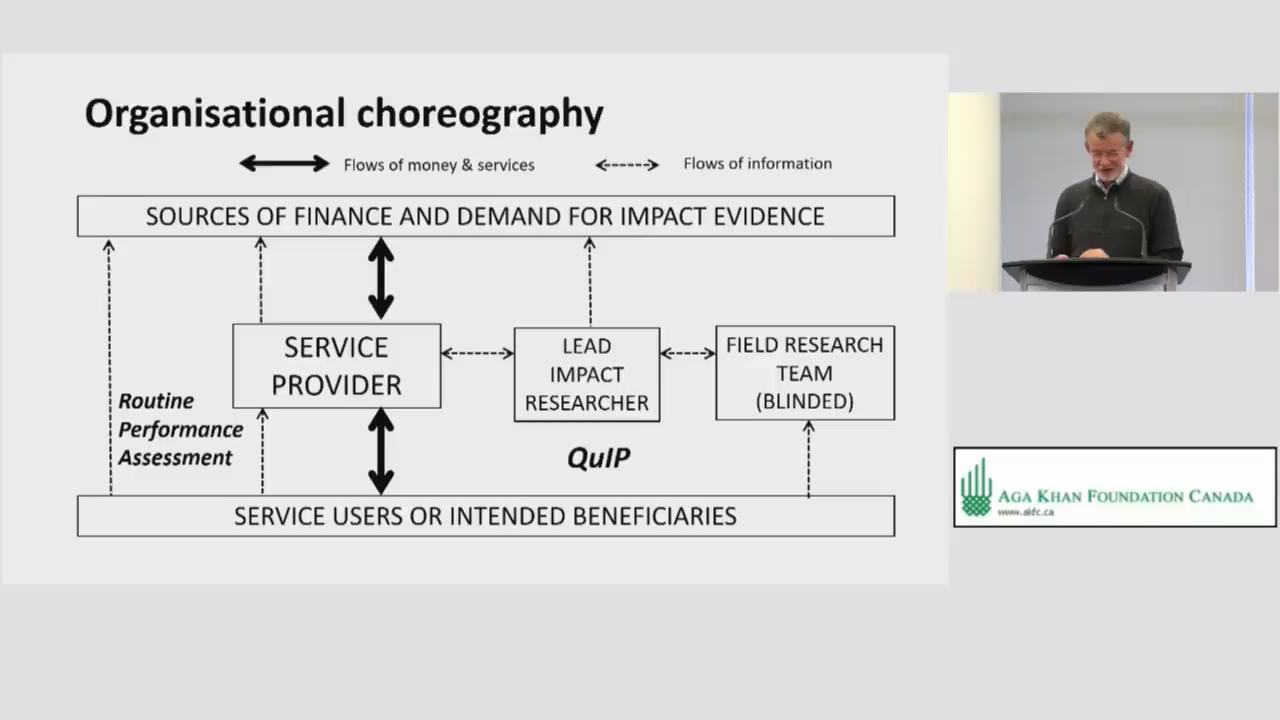 Organisational choreography
Flows of money & services
Flows of information
SOURCES OF FINANCE AND DEMAND FOR IMPACT EVIDENCE
SERVICE
PROVIDER
LEAD
IMPACT
RESEARCHER
FIELD RESEARCH
TEAM
(BLINDED)
Routine
Performance
Assessment
QuIP
SERVICE USERS OR INTENDED BENEFICIARIES
AGA KHAN FOUNDATION CANADA
www.akfc.ca